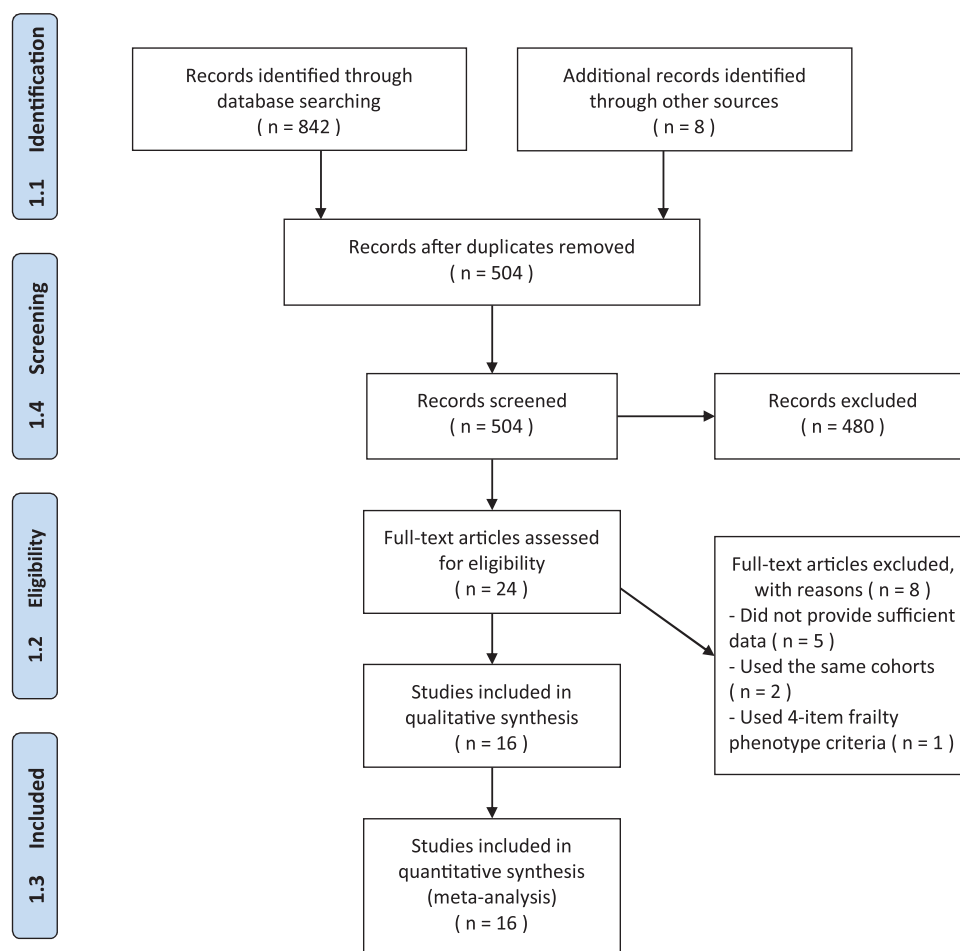 1.1 Identification
Records identified through
database searching
( n = 842 )
Additional records identified
through other sources
( n = 8 )
Records after duplicates removed
( n = 504 )
1.4 Screening
Records screened
( n = 504 )
Records excluded
( n = 480 )
1.2 Eligibility
Full-text articles assessed
for eligibility
( n = 24 )
Full-text articles excluded,
with reasons ( n = 8 )
- Did not provide sufficient
data ( n = 5 )
- Used the same cohorts
( n = 2 )
- Used 4-item frailty
phenotype criteria ( n = 1 )
Studies included in
qualitative synthesis
( n = 16 )
1.3 Included
Studies included in
quantitative synthesis
(meta-analysis)
( n = 16 )